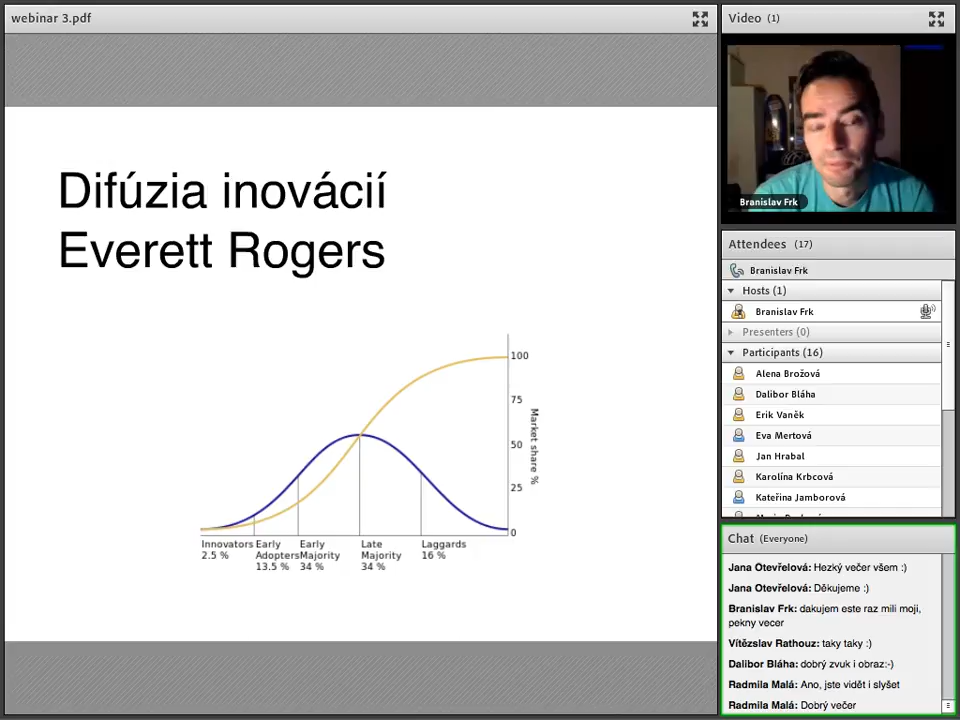 webinar 3.pdf
Difúzia inovácií
Everett Rogers
100
75
50
25
0
Market share %
Innovators
2.5 %
Early
Adopters
13.5 %
Early
Majority
34 %
Late
Majority
34 %
Laggards
16 %
Video (1)
Branislav Frk
Attendees (17)
Branislav Frk
Hosts (1)
Branislav Frk
Presenters (0)
Participants (16)
Alena Brožová
Dalibor Bláha
Erik Vaněk
Eva Mertová
Jan Hrabal
Karolína Krbcová
Kateřina Jamborová
Chat (Everyone)
Jana Otevřelová: Hezký večer všem :)
Jana Otevřelová: Děkujeme :)
Branislav Frk: dakujem este raz mili moji,
pekny vecer
Vítězslav Rathouz: taky taky :)
Dalibor Bláha: dobrý zvuk i obraz:-)
Radmila Malá: Ano, jste vidět i slyšet
Radmila Malá: Dobrý večer